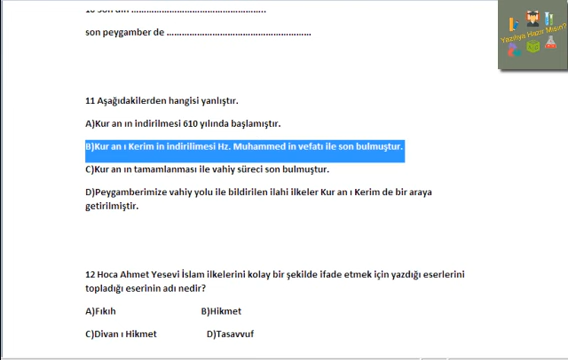 10 son din ................................................
son peygamber de ....................................................
Yazılıya Hazır Mısın?
11 Aşağıdakilerden hangisi yanlıştır.
A)Kur an ın indirilmesi 610 yılında başlamıştır.
B)Kur an ı Kerim in indirilimesi Hz. Muhammed in vefatı ile son bulmuştur.
C)Kur an ın tamamlanması ile vahiy süreci son bulmuştur.
D)Peygamberimize vahiy yolu ile bildirilen ilahi ilkeler Kur an ı Kerim de bir araya
getirilmiştir.
12 Hoca Ahmet Yesevi İslam ilkelerini kolay bir şekilde ifade etmek için yazdığı eserlerini
topladığı eserinin adı nedir?
A)Fıkıh B)Hikmet
C)Divan ı Hikmet D)Tasavvuf